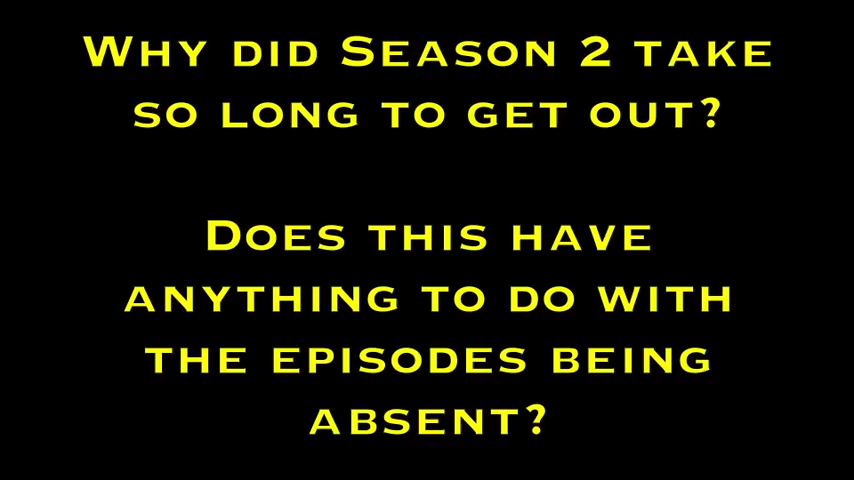 Why did Season 2 take
so long to get out?
Does this have
anything to do with
the episodes being
absent?